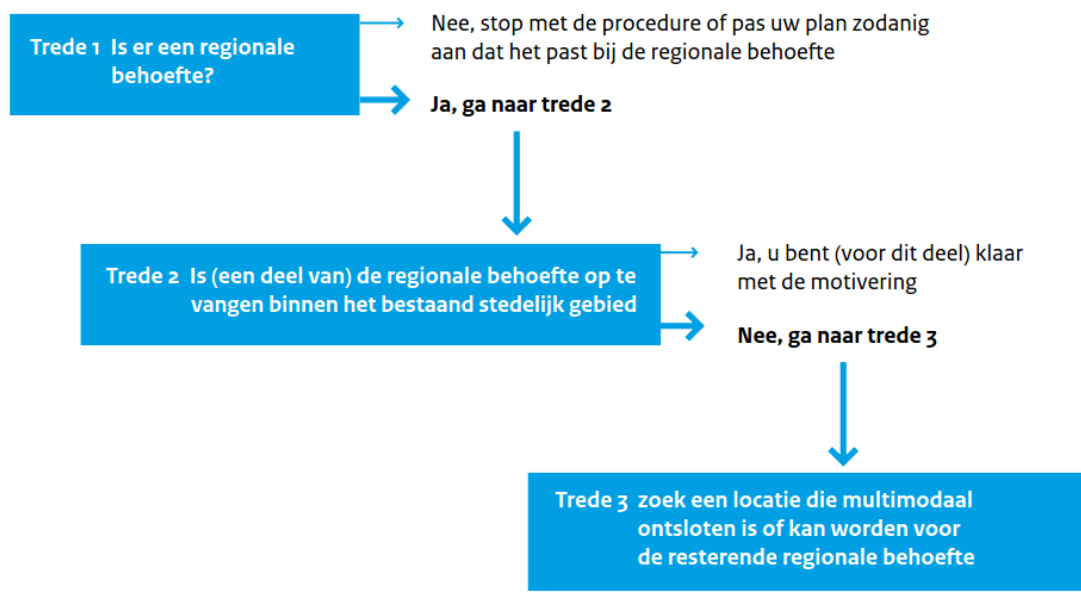 Trede 1 Is er een regionale
behoefte?
Nee, stop met de procedure of pas uw plan zodanig
aan dat het past bij de regionale behoefte
Ja, ga naar trede 2
Trede 2 Is (een deel van) de regionale behoefte op te
vangen binnen het bestaand stedelijk gebied
Ja, u bent (voor dit deel) klaar
met de motivering
Nee, ga naar trede 3
Trede 3 zoek een locatie die multimodaal
ontsloten is of kan worden voor
de resterende regionale behoefte